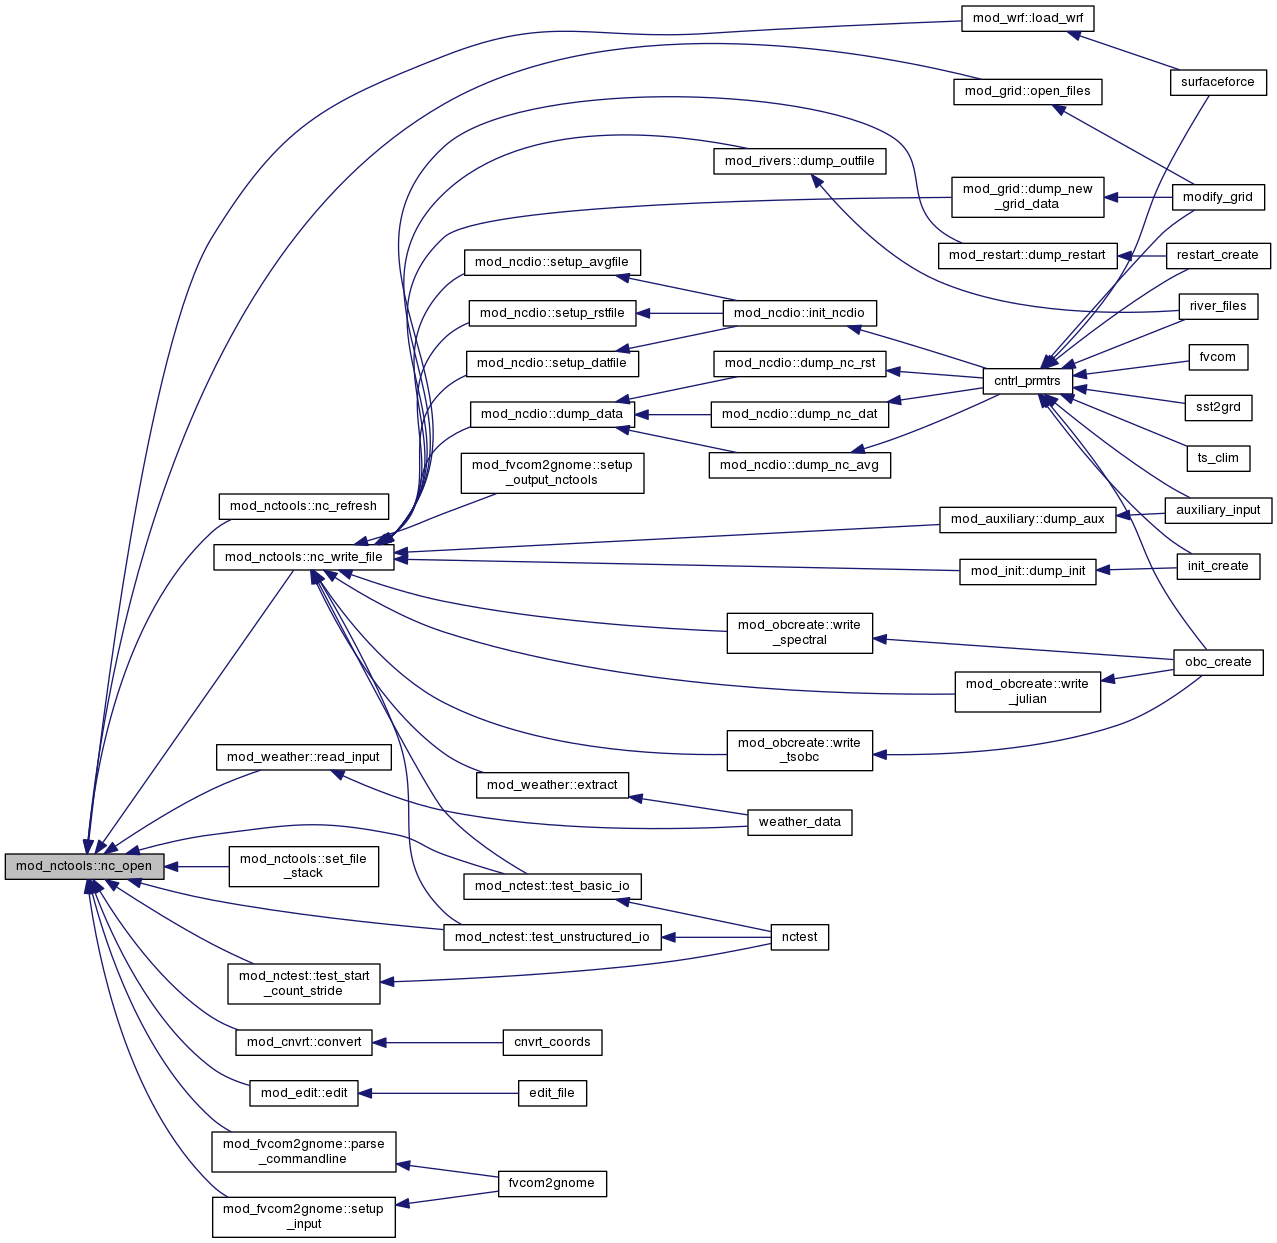 mod_wrf::load_wrf
surfaceforce
mod_grid::open_files
mod_rivers::dump_outfile
mod_grid::dump_new
_grid_data
modify_grid
mod_restart::dump_restart
restart_create
mod_ncdio::setup_avgfile
mod_ncdio::setup_rstfile
mod_ncdio::init_ncdio
river_files
mod_ncdio::setup_datfile
mod_ncdio::dump_nc_rst
fvcom
cntrl_prmtrs
mod_ncdio::dump_data
mod_ncdio::dump_nc_dat
sst2grd
mod_ncdio::dump_nc_avg
ts_clim
mod_fvcom2gnome::setup
_output_nctools
mod_nctools::nc_refresh
mod_auxiliary::dump_aux
auxiliary_input
mod_nctools::nc_write_file
mod_init::dump_init
init_create
mod_obcreate::write
_spectral
obc_create
mod_obcreate::write
_julian
mod_obcreate::write
_tsobc
mod_weather::read_input
mod_weather::extract
weather_data
mod_nctools::nc_open
mod_nctools::set_file
_stack
mod_nctest::test_basic_io
mod_nctest::test_unstructured_io
nctest
mod_nctest::test_start
_count_stride
mod_cnvrt::convert
cnvrt_coords
mod_edit::edit
edit_file
mod_fvcom2gnome::parse
_commandline
fvcom2gnome
mod_fvcom2gnome::setup
_input